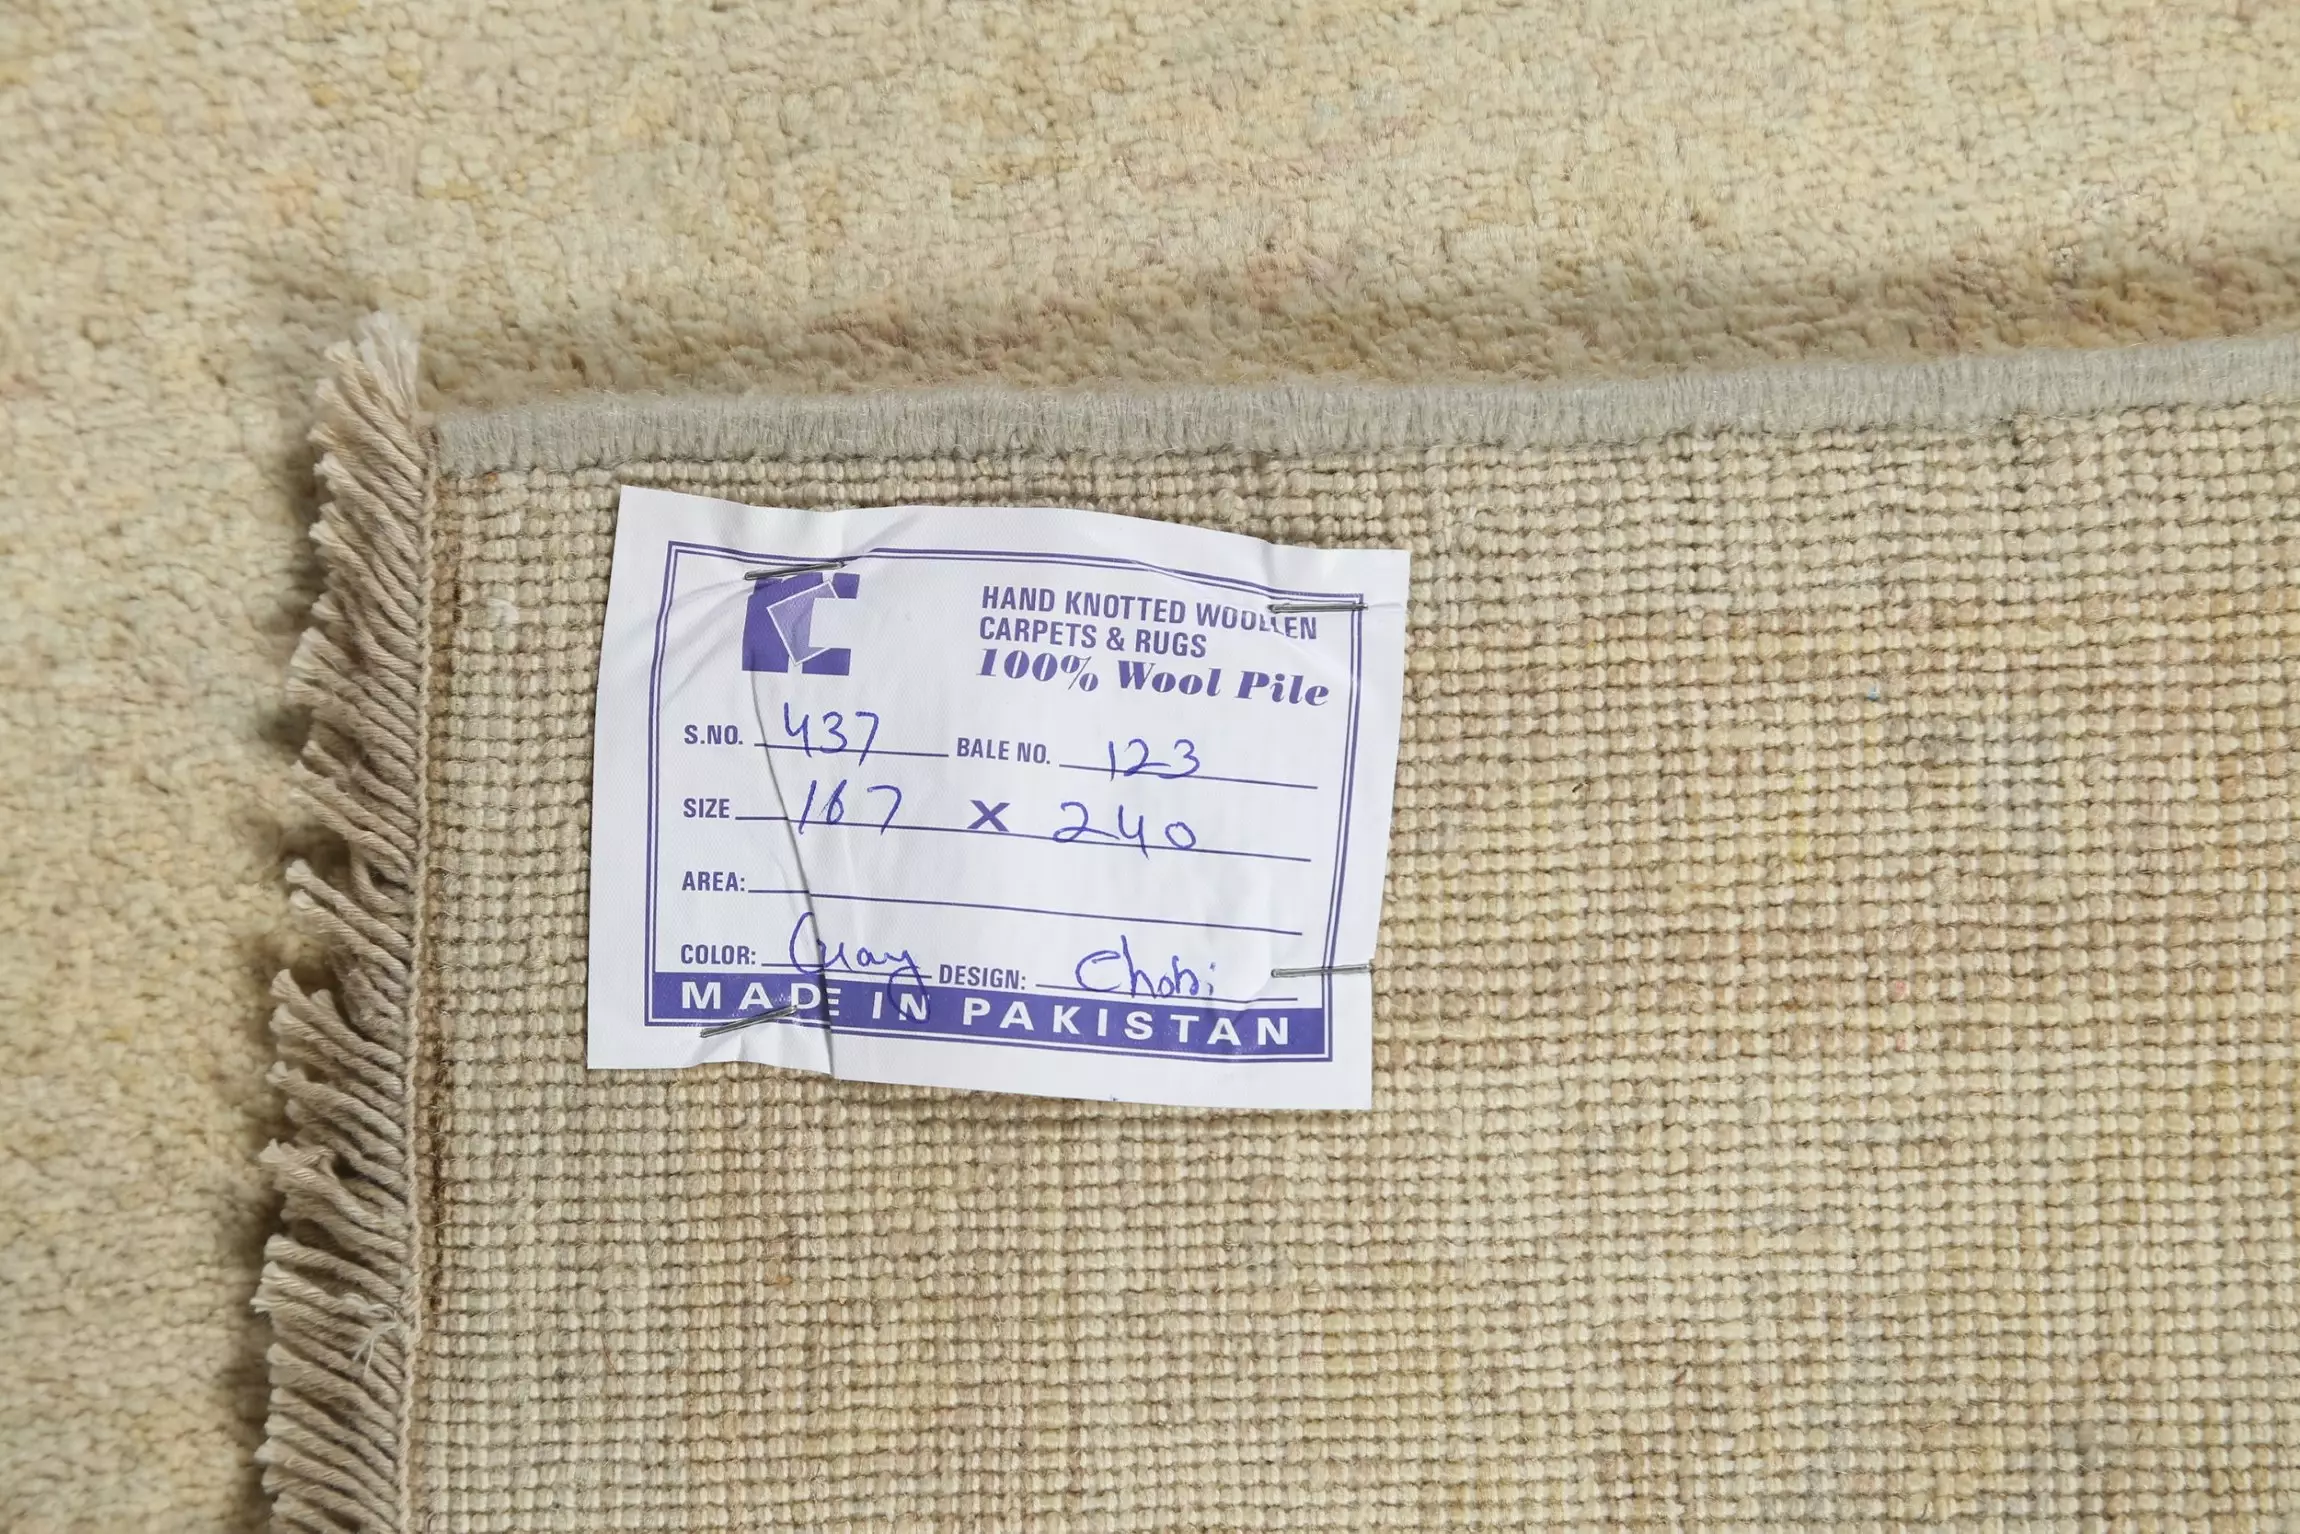 HAND KNOTTED WOOLLEN
CARPETS & RUGS
100% Wool Pile
S.NO. 437 BALE NO. 123
SIZE 167 X 240
AREA:
COLOR: Gray DESIGN: Chobi
MADE IN PAKISTAN